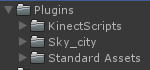 Plugins
KinectScripts
Sky_city
Standard Assets